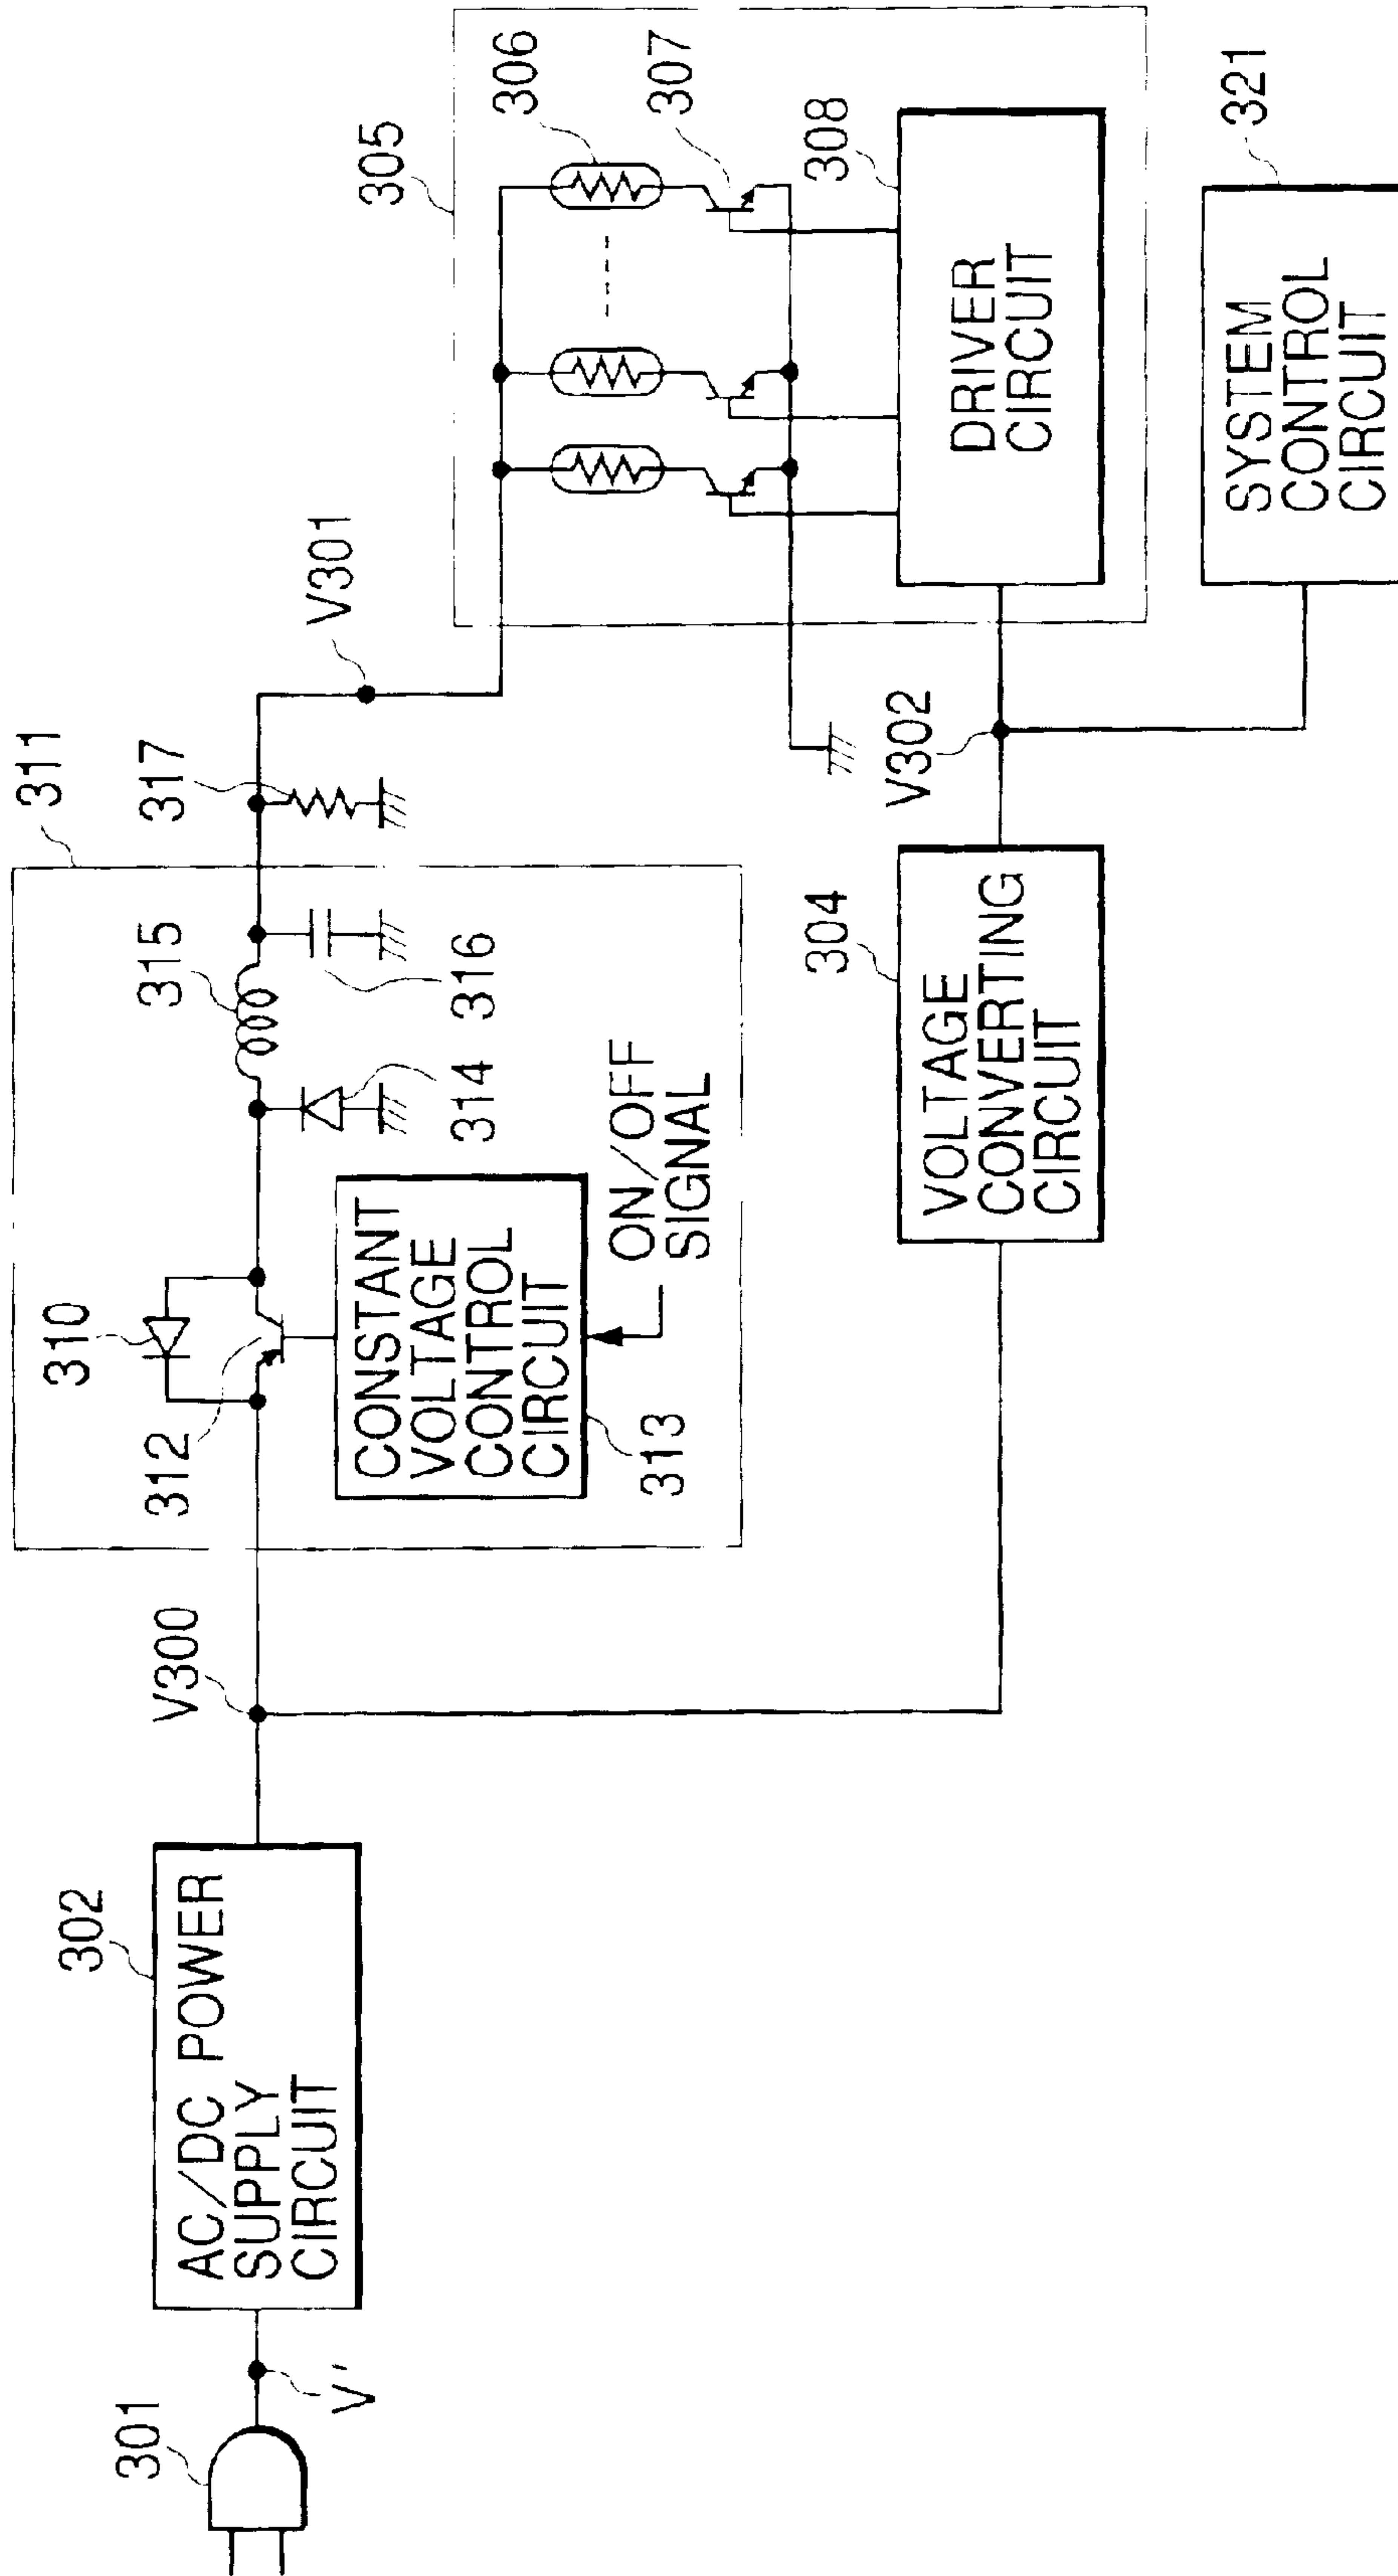 311
310
315
317
V301
312
316
314
305
306
307
CONSTANT
VOLTAGE
CONTROL
CIRCUIT
313
ON/OFF
SIGNAL
308
DRIVER
CIRCUIT
301
V'
302
AC/DC POWER
SUPPLY
CIRCUIT
V300
304
VOLTAGE
CONVERTING
CIRCUIT
V302
321
SYSTEM
CONTROL
CIRCUIT